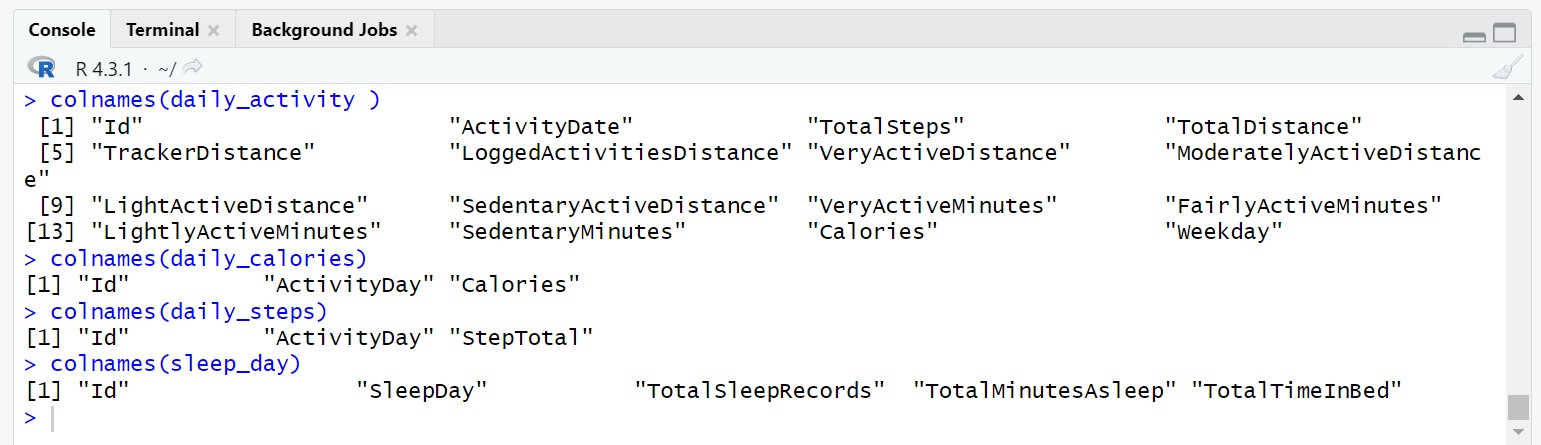 Console Terminal Background Jobs
R R 4.3.1 · ~/
> colnames(daily_activity )
 [1] "Id"                       "ActivityDate"             "TotalSteps"               "TotalDistance"
 [5] "TrackerDistance"          "LoggedActivitiesDistance" "VeryActiveDistance"       "ModeratelyActiveDistanc
e"
 [9] "LightActiveDistance"      "SedentaryActiveDistance"  "VeryActiveMinutes"        "FairlyActiveMinutes"
[13] "LightlyActiveMinutes"     "SedentaryMinutes"         "Calories"                 "Weekday"
> colnames(daily_calories)
[1] "Id"          "ActivityDay" "Calories"
> colnames(daily_steps)
[1] "Id"          "ActivityDay" "StepTotal"
> colnames(sleep_day)
[1] "Id"                 "SleepDay"           "TotalSleepRecords"  "TotalMinutesAsleep" "TotalTimeInBed"
>